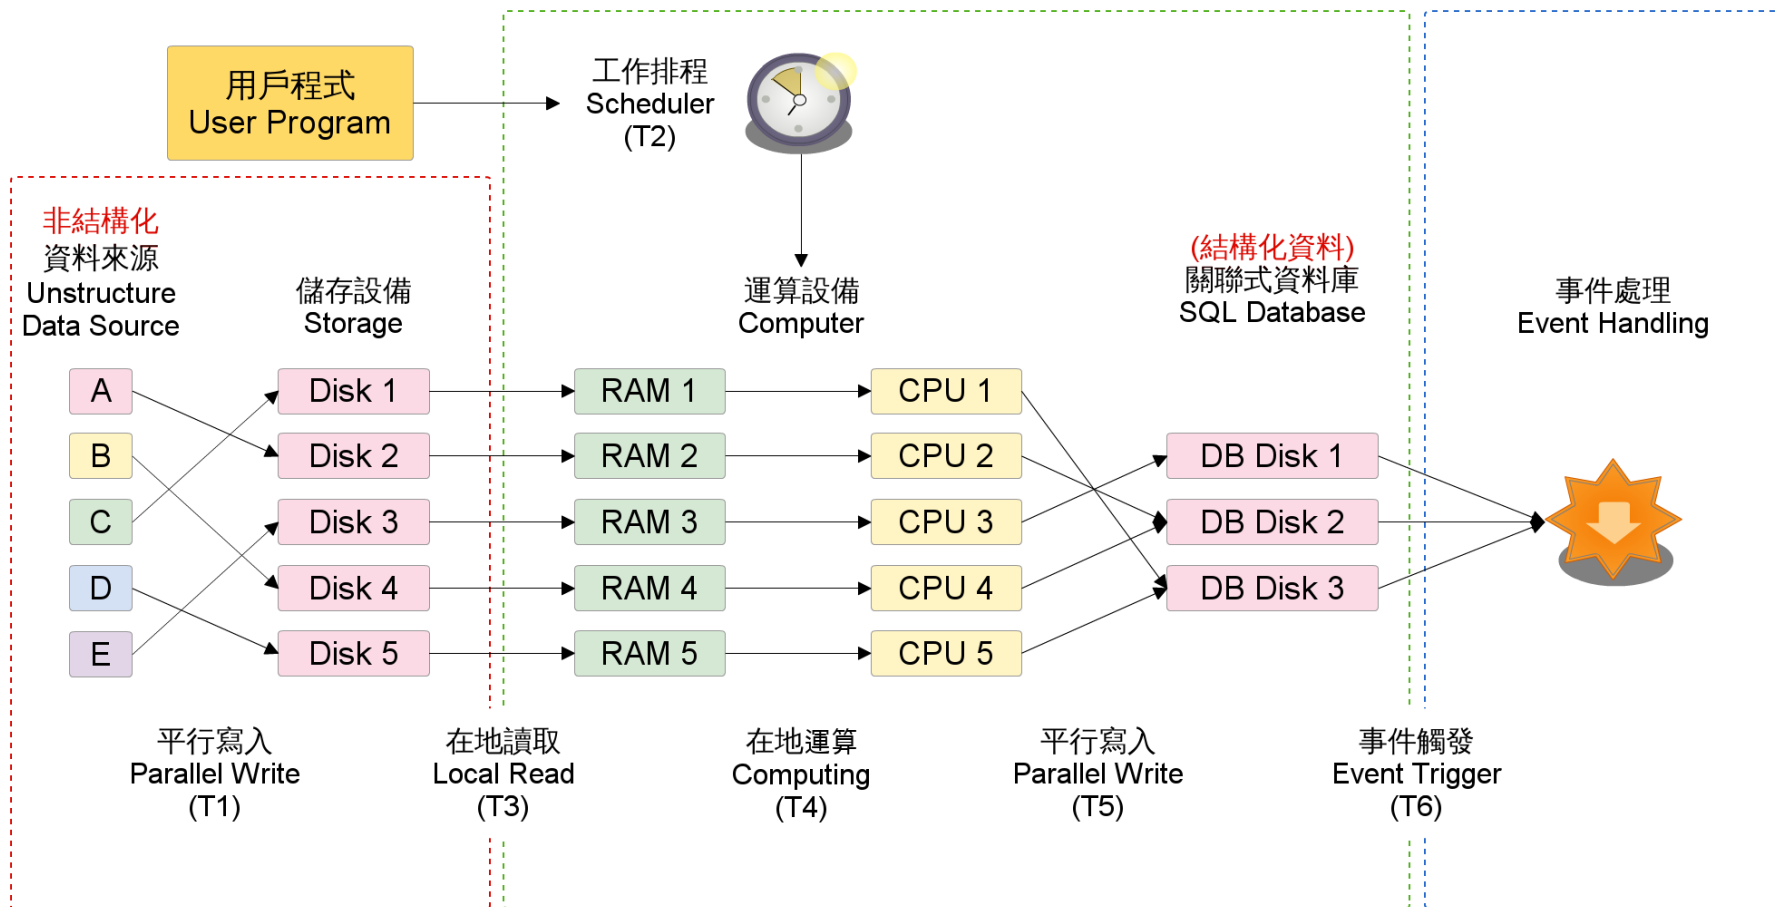 用戶程式
User Program
工作排程
Scheduler
(T2)
非結構化
資料來源
Unstructure
Data Source
儲存設備
Storage
運算設備
Computer
(結構化資料)
關聯式資料庫
SQL Database
事件處理
Event Handling
A
Disk 1
RAM 1
CPU 1
B
Disk 2
RAM 2
CPU 2
DB Disk 1
C
Disk 3
RAM 3
CPU 3
DB Disk 2
D
Disk 4
RAM 4
CPU 4
DB Disk 3
E
Disk 5
RAM 5
CPU 5
平行寫入
Parallel Write
(T1)
在地讀取
Local Read
(T3)
在地運算
Computing
(T4)
平行寫入
Parallel Write
(T5)
事件觸發
Event Trigger
(T6)